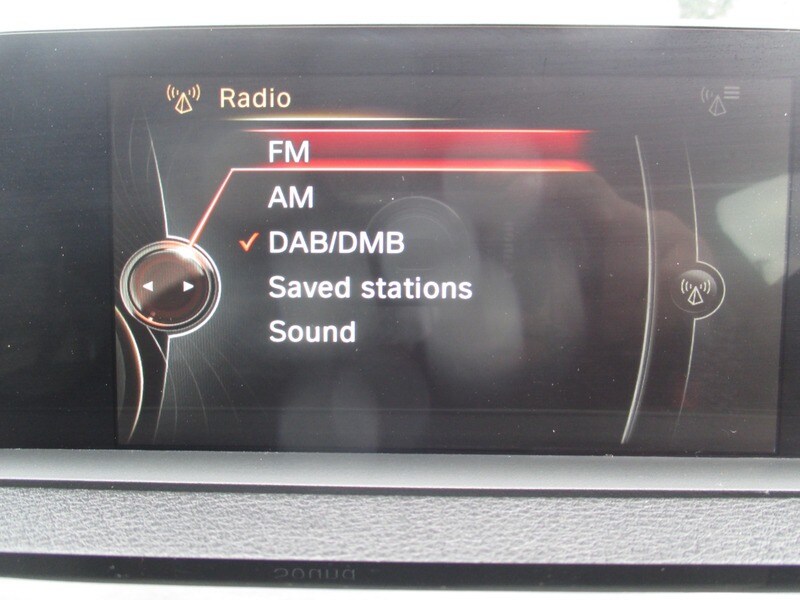 Radio
FM
AM
DAB/DMB
Saved stations
Sound